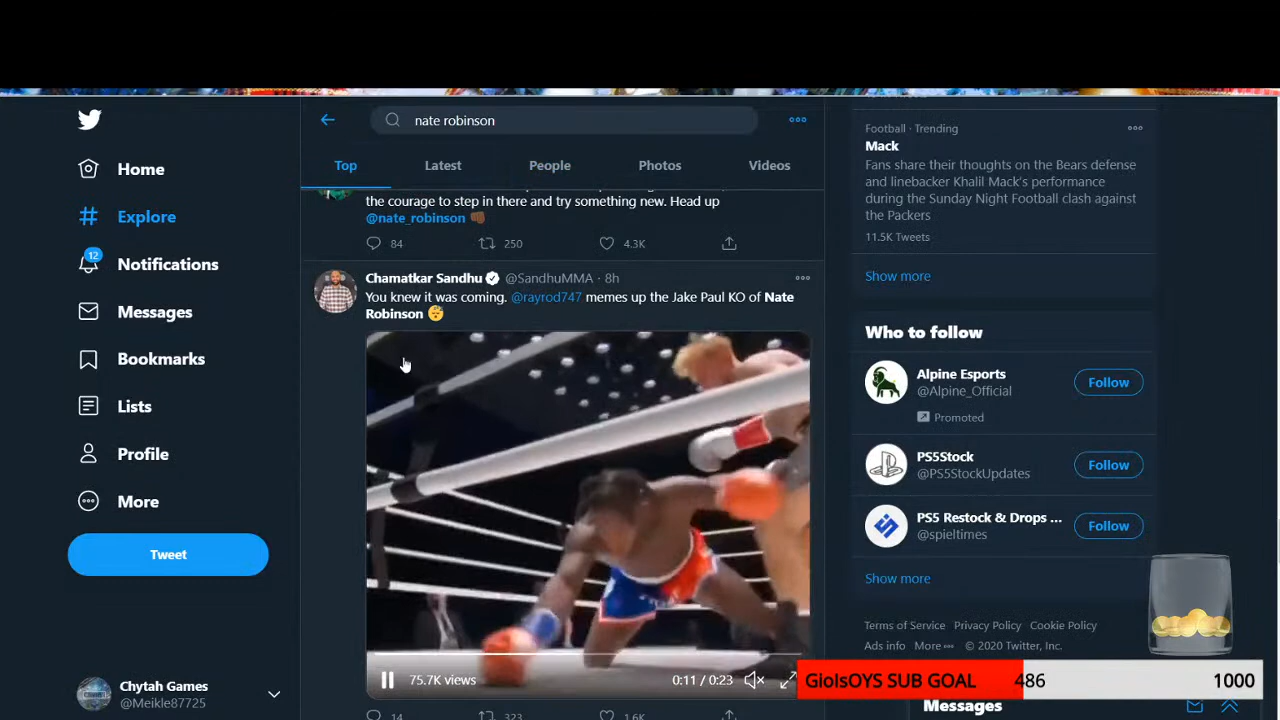 nate robinson
Top
Latest
People
Photos
Videos
the courage to step in there and try something new. Head up
@nate_robinson
84
250
4.3K
Chamatkar Sandhu @SandhuMMA · 8h
You knew it was coming. @rayrod747 memes up the Jake Paul KO of Nate
Robinson
75.7K views
0:11 / 0:23
14
323
1.6K
Home
Explore
12
Notifications
Messages
Bookmarks
Lists
Profile
More
Tweet
Chytah Games
@Meikle87725
Football · Trending
Mack
Fans share their thoughts on the Bears defense
and linebacker Khalil Mack's performance
during the Sunday Night Football clash against
the Packers
11.5K Tweets
Show more
Who to follow
Alpine Esports
@Alpine_Official
Promoted
Follow
PS5Stock
@PS5StockUpdates
Follow
PS5 Restock & Drops ...
@spieltimes
Follow
Show more
Terms of Service Privacy Policy Cookie Policy
Ads info More ··· © 2020 Twitter, Inc.
GioIsOYS SUB GOAL 486 1000
Messages